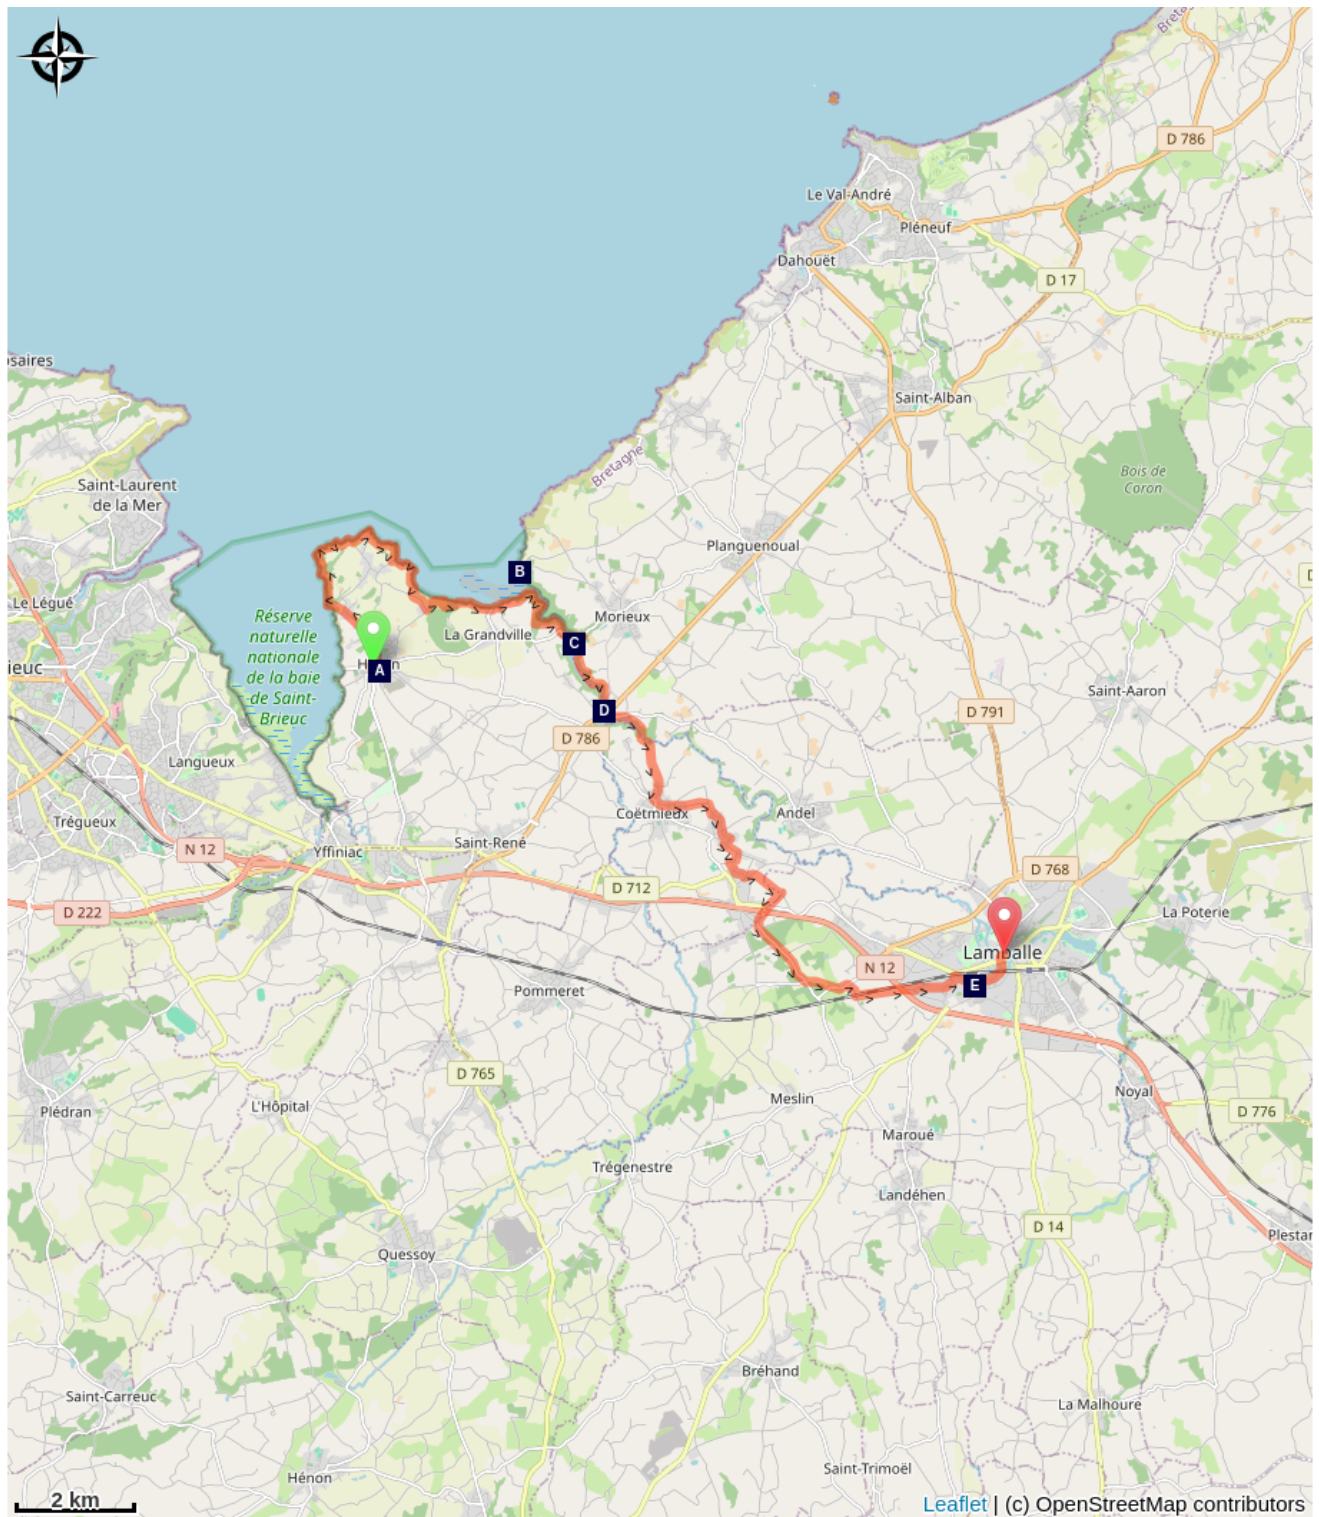 Breta
D 786
Le Val-André
Pléneuf
Dahouët
D 17
osaires
Saint-Alban
Bretagne
Bois de
Coron
Saint-Laurent
de la Mer
Planguenoual
B
Le Légué
Réserve
naturelle
nationale
de la baie
de Saint-
Brieuc
Morieux
La Grandville
C
ieuc
A
Saint-Aaron
D
D 791
D 786
Langueux
Trégueux
Coëtmieux
Andel
N 12
Yffiniac
Saint-René
D 712
D 768
D 222
La Poterie
Lamballe
N 12
E
Pommeret
D 765
Noyal
Plédran
L'Hôpital
Meslin
D 776
Maroué
Trégenestre
Landéhen
D 14
Plestar
Quessoy
Bréhand
Saint-Carreuc
La Malhoure
Hénon
Saint-Trimoël
2 km
Leaflet | (c) OpenStreetMap contributors